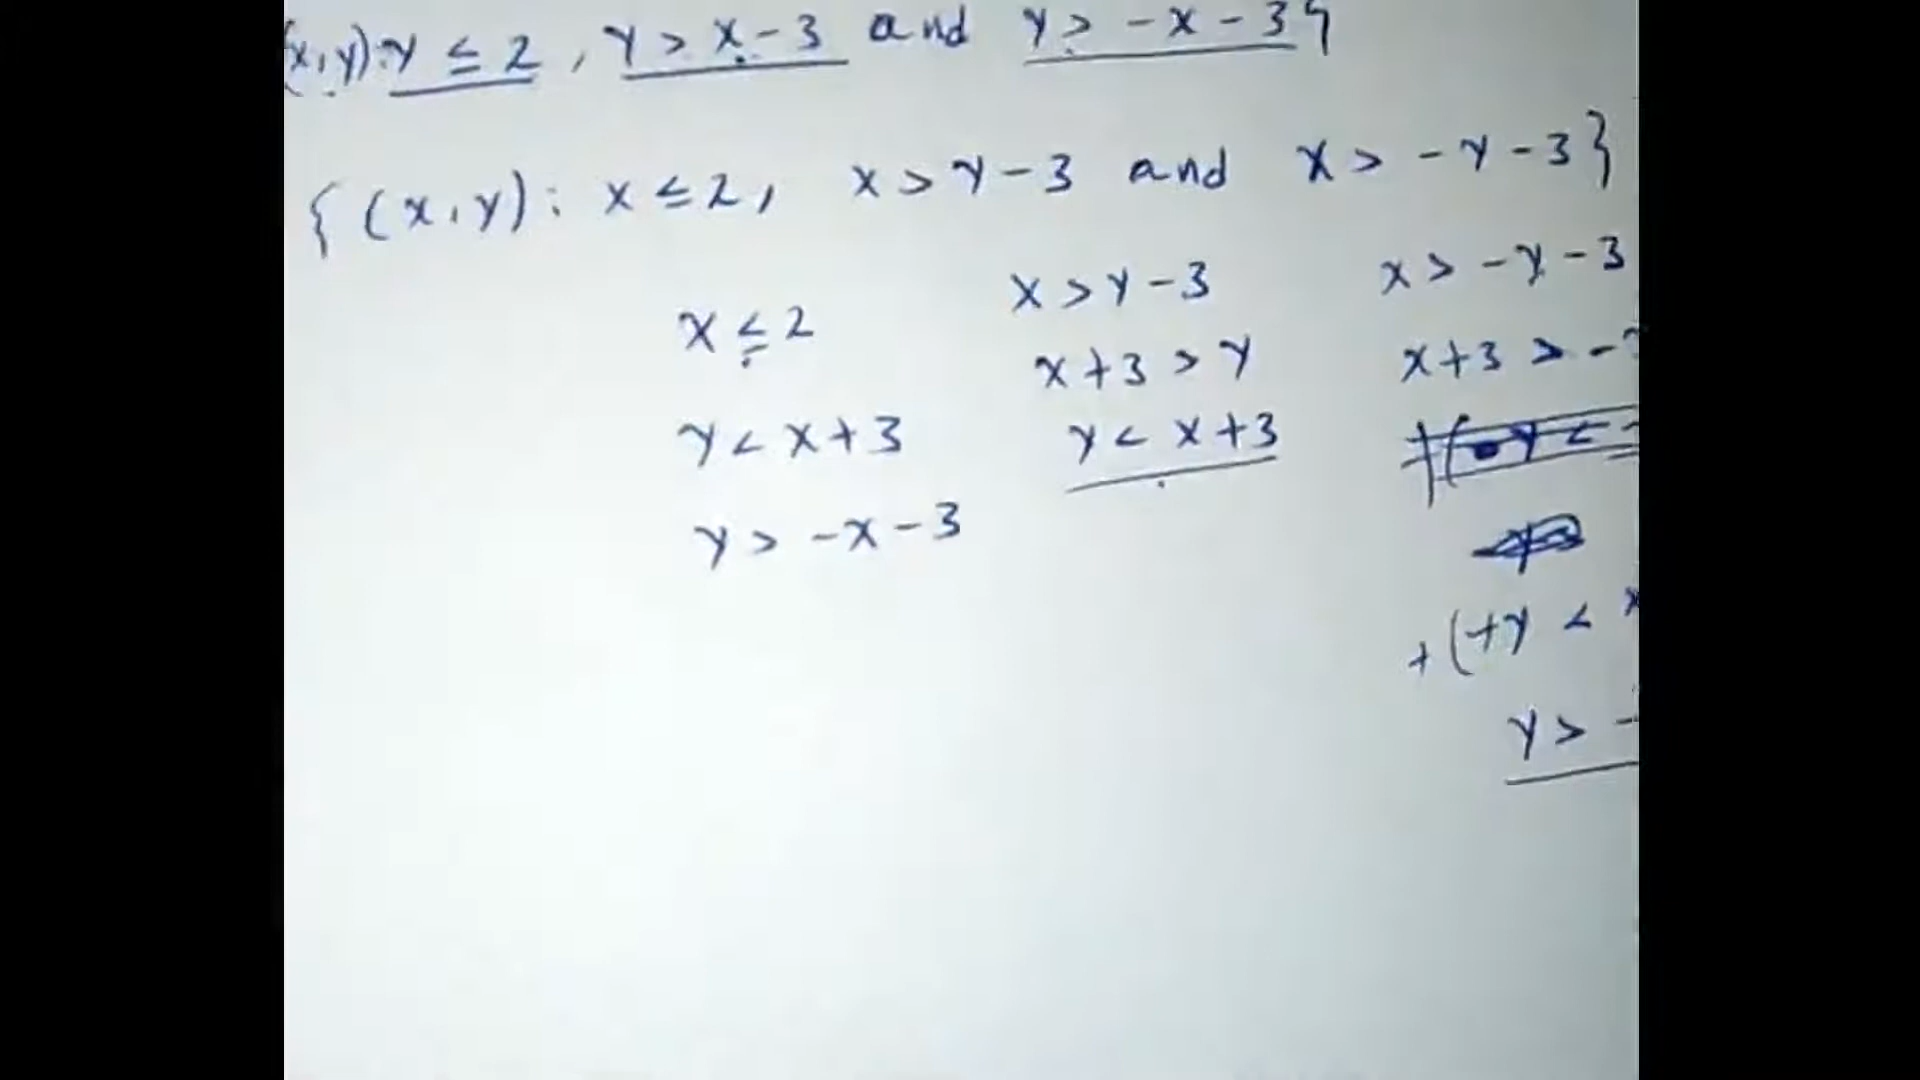 (x,y):y ≤ 2, y > x - 3 and y > -x - 3}
{(x,y): x ≤ 2, x > y - 3 and x > -y - 3}
x ≤ 2
y < x + 3
y > -x - 3
x > y - 3
x + 3 > y
y < x + 3
x > -y - 3
x + 3 > -
+(+y < x
y > -